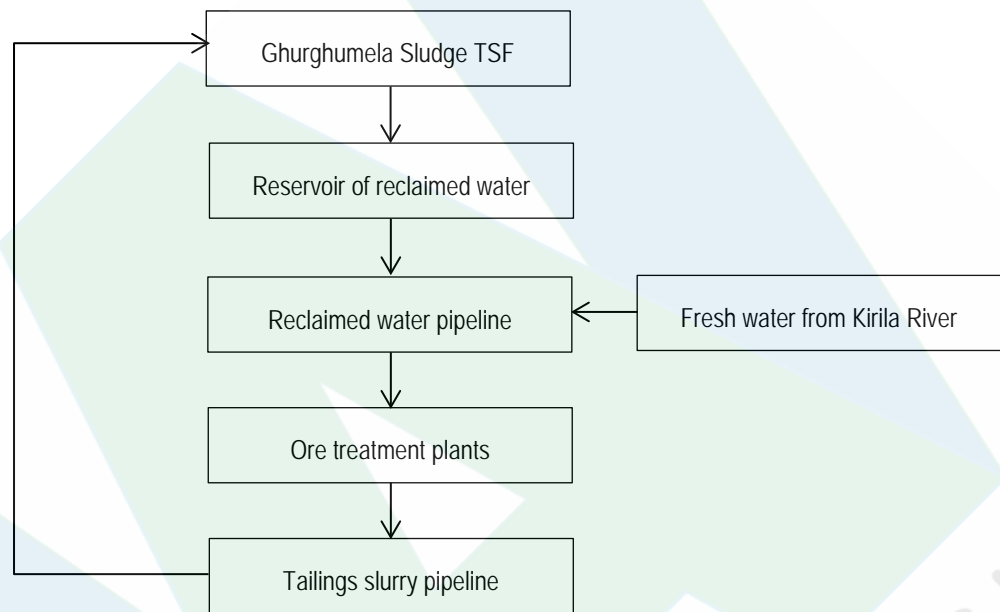 Ghurghumela Sludge TSF
Reservoir of reclaimed water
Reclaimed water pipeline
Fresh water from Kirila River
Ore treatment plants
Tailings slurry pipeline